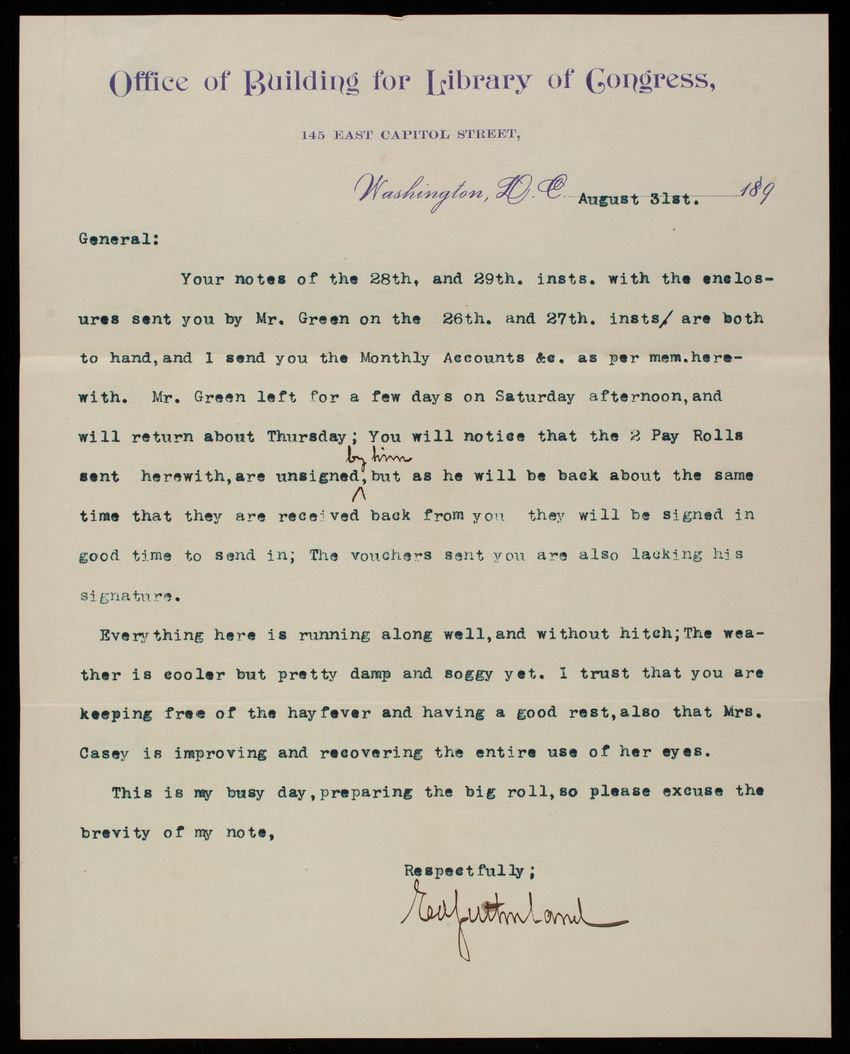 Office of Building for Library of Congress,
145 EAST CAPITOL STREET,
Washington, D. C. August 31st. 189
General:
Your notes of the 28th, and 29th. insts. with the enclos-
ures sent you by Mr. Green on the 26th. and 27th. insts/ are both
to hand,and I send you the Monthly Accounts &c. as per mem.here-
with. Mr. Green left for a few days on Saturday afternoon,and
will return about Thursday; You will notice that the 2 Pay Rolls
by him
sent herewith,are unsigned,but as he will be back about the same
time that they are received back from you they will be signed in
good time to send in; The vouchers sent you are also lacking his
signature.
Everything here is running along well,and without hitch;The wea-
ther is cooler but pretty damp and soggy yet. I trust that you are
keeping free of the hayfever and having a good rest,also that Mrs.
Casey is improving and recovering the entire use of her eyes.
This is my busy day,preparing the big roll,so please excuse the
brevity of my note,
Respectfully;